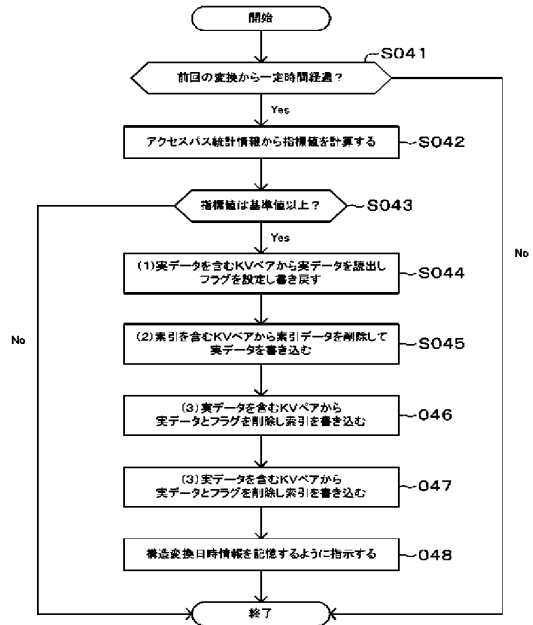 開始
S041
前回の変換から一定時間経過?
Yes
アクセスパス統計情報から指標値を計算する
S042
指標値は基準値以上?
S043
No
Yes
(1)実データを含むKVペアから実データを読出し
フラグを設定し書き戻す
S044
No
(2)索引を含むKVペアから索引データを削除して
実データを書き込む
S045
(3)実データを含むKVペアから
実データとフラグを削除し索引を書き込む
046
(3)実データを含むKVペアから
実データとフラグを削除し索引を書き込む
047
構造変換日時情報を記憶するように指示する
048
終了